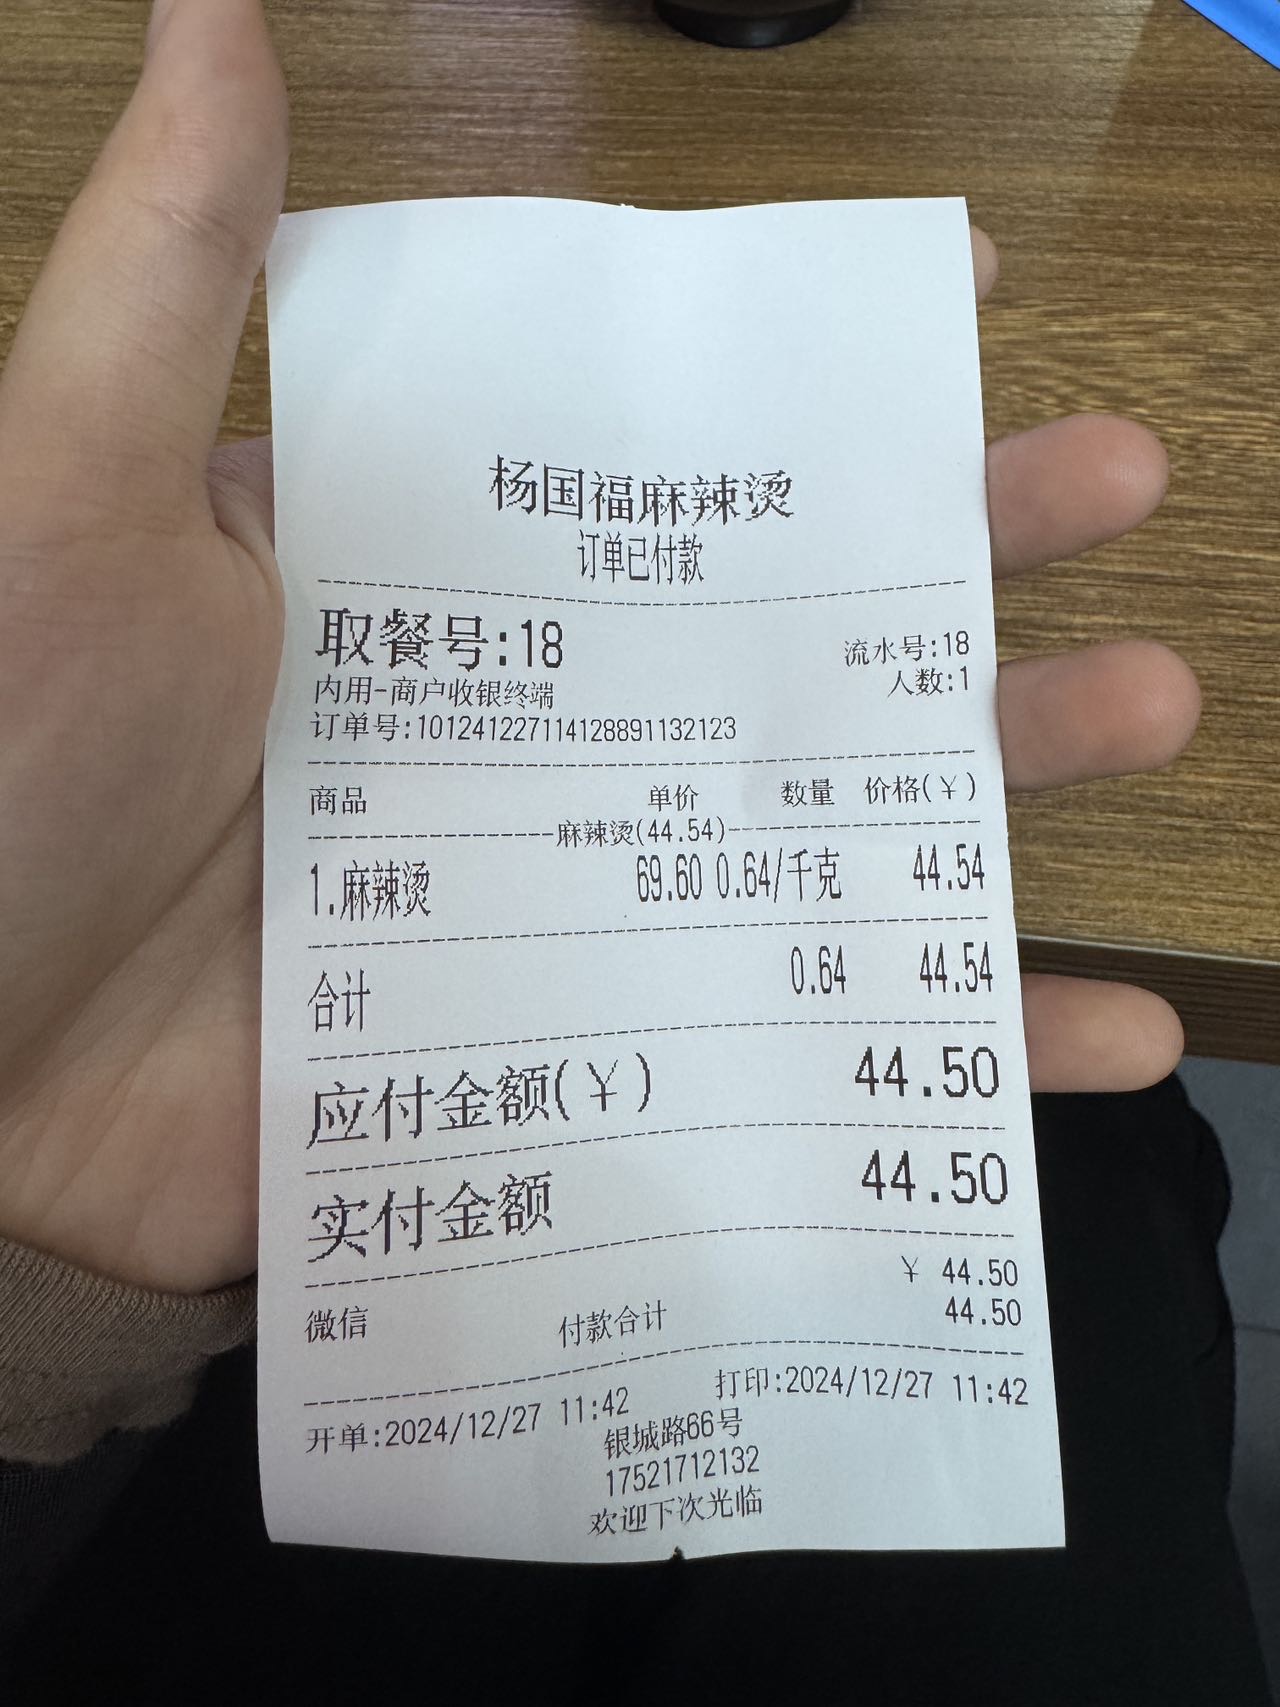 杨国福麻辣烫
订单已付款
取餐号:18 流水号:18
内用-商户收银终端 人数:1
订单号:101241227114128891132123
商品 单价 数量 价格(¥)
麻辣烫(44.54)
1.麻辣烫 69.60 0.64/千克 44.54
合计 0.64 44.54
应付金额(¥) 44.50
实付金额 44.50
¥ 44.50
微信 付款合计 44.50
开单:2024/12/27 11:42 打印:2024/12/27 11:42
银城路66号
17521712132
欢迎下次光临